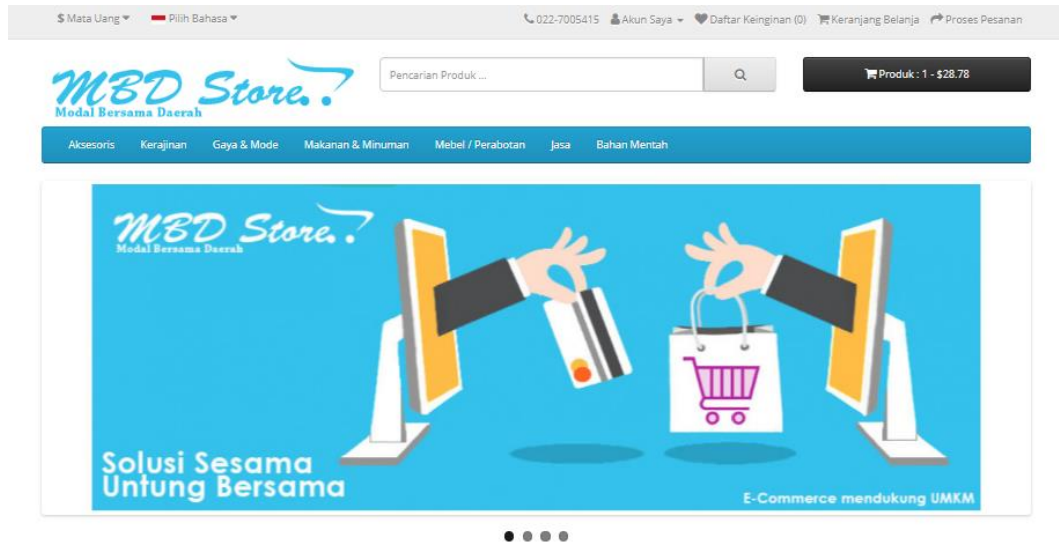 $ Mata Uang Pilih Bahasa 022-7005415 Akun Saya Daftar Keinginan (0) Keranjang Belanja Proses Pesanan
MBD Store..
Modal Bersama Daerah
Pencarian Produk ...
Produk : 1 - $28.78
Aksesoris Kerajinan Gaya & Mode Makanan & Minuman Mebel / Perabotan Jasa Bahan Mentah
MBD Store..
Modal Bersama Daerah
Solusi Sesama
Untung Bersama
E-Commerce mendukung UMKM